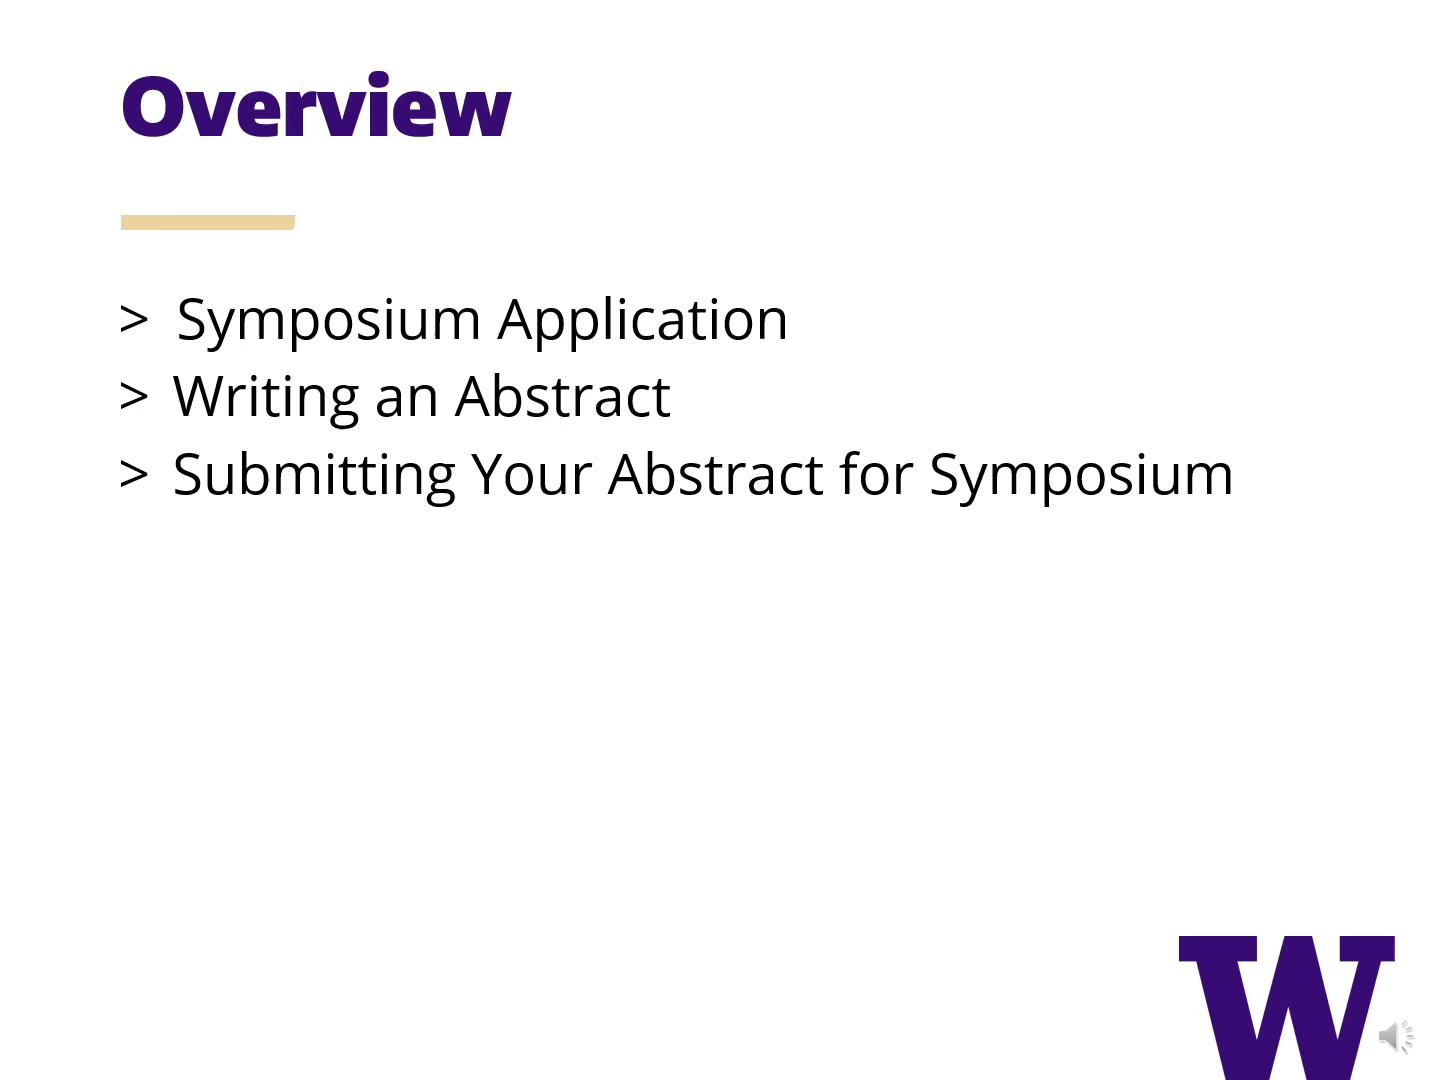 Overview
> Symposium Application
> Writing an Abstract
> Submitting Your Abstract for Symposium
W